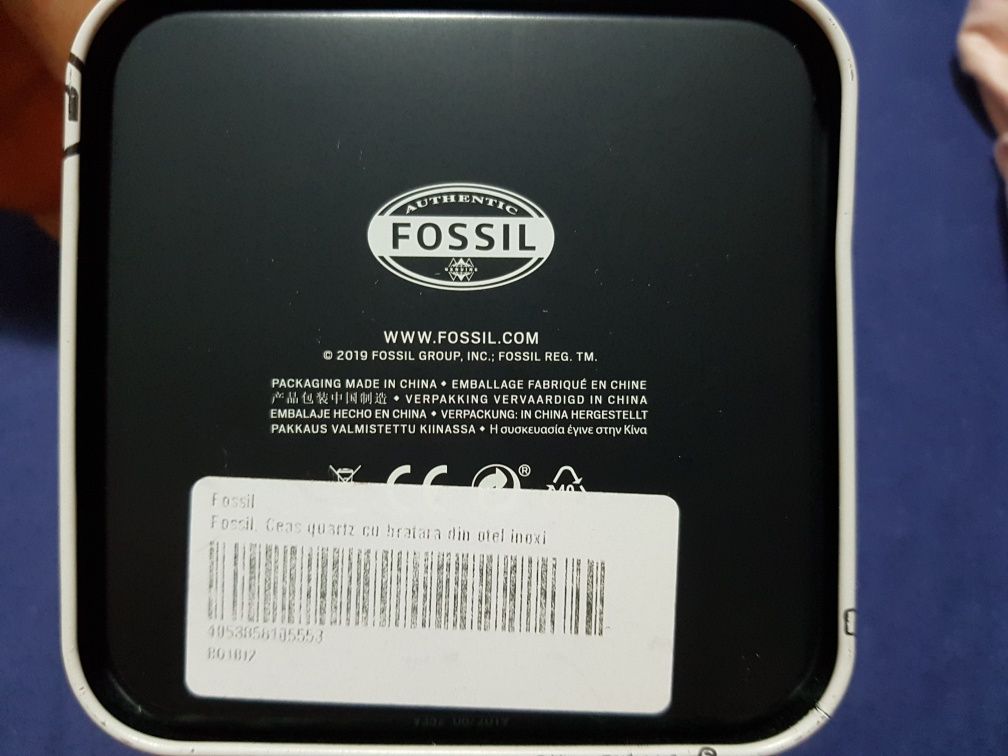 AUTHENTIC
FOSSIL
WWW.FOSSIL.COM
© 2019 FOSSIL GROUP, INC.; FOSSIL REG. TM.
PACKAGING MADE IN CHINA • EMBALLAGE FABRIQUÉ EN CHINE
产品包装中国制造 • VERPAKKING VERVAARDIGD IN CHINA
EMBALAJE HECHO EN CHINA • VERPACKUNG: IN CHINA HERGESTELLT
PAKKAUS VALMISTETTU KIINASSA • Η συσκευασία έγινε στην Κίνα
CE ®
Fossil
Fossil, Ceas quartz cu bratara din otel inoxi